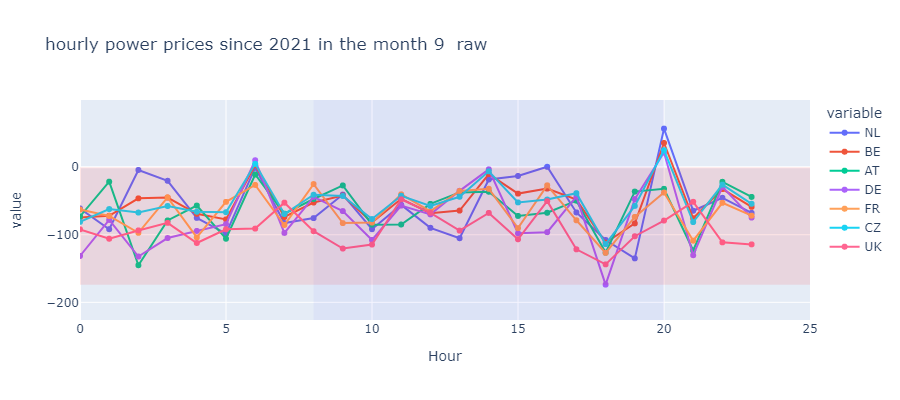 hourly power prices since 2021 in the month 9  raw
variable
NL
BE
AT
DE
FR
CZ
UK
value
0
−100
−200
0
5
10
15
20
25
Hour